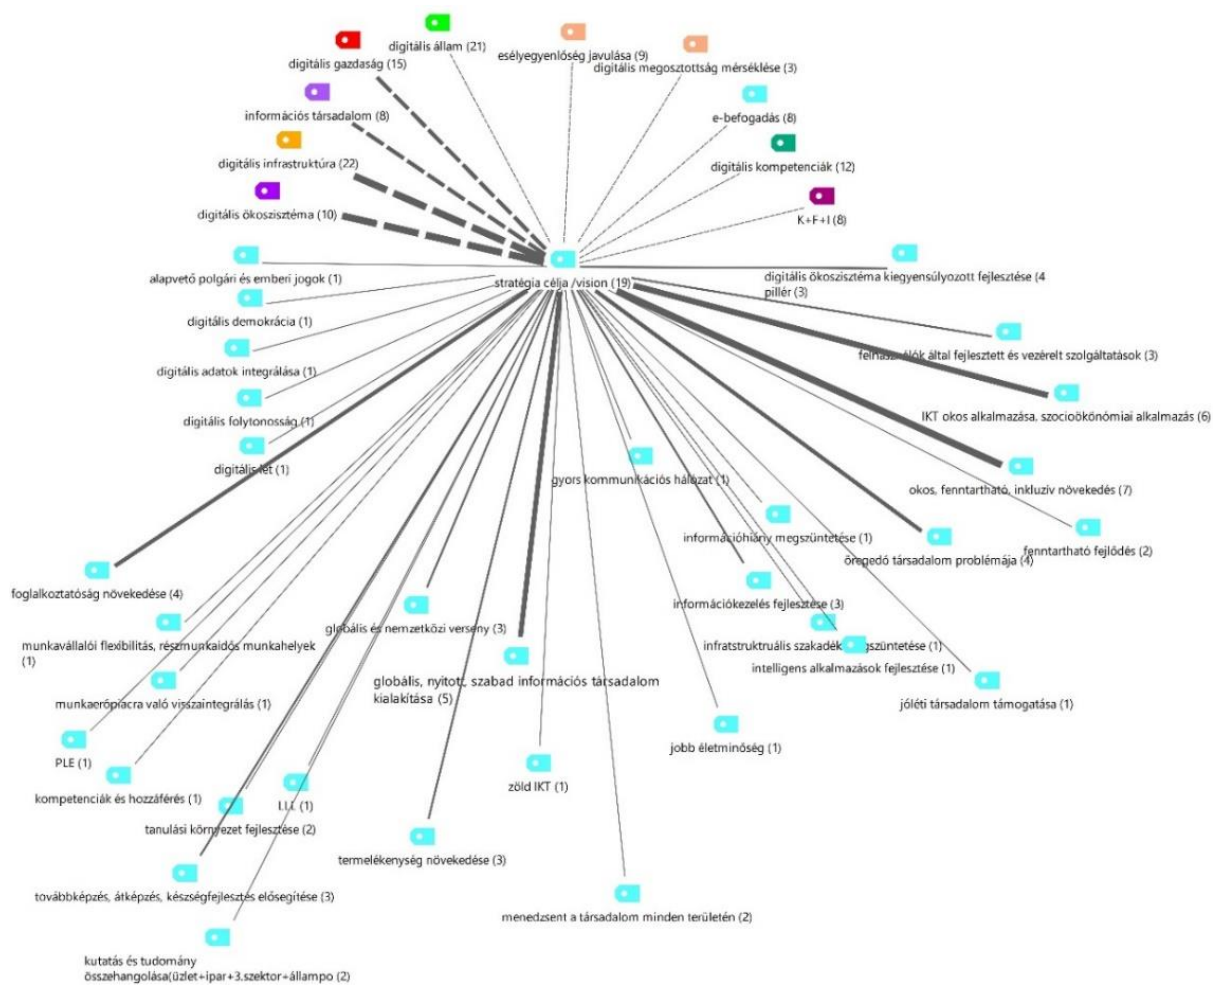 digitális állam (21)
esélyegyenlőség javulása (9)
digitális gazdaság (15)
digitális megosztottság mérséklése (3)
információs társadalom (8)
e-befogadás (8)
digitális infrastruktúra (22)
digitális kompetenciák (12)
digitális ökoszisztéma (10)
K+F+I (8)
alapvető polgári és emberi jogok (1)
stratégia célja /vision (19)
digitális ökoszisztéma kiegyensúlyozott fejlesztése (4
pillér (3)
digitális demokrácia (1)
felhasználók által fejlesztett és vezérelt szolgáltatások (3)
digitális adatok integrálása (1)
IKT okos alkalmazása, szocioökónómiai alkalmazás (6)
digitális folytonosság (1)
digitális lét (1)
gyors kommunikációs hálózat (1)
okos, fenntartható, inkluzív növekedés (7)
információhiány megszüntetése (1)
fenntartható fejlődés (2)
öregedő társadalom problémája (4)
foglalkoztatóság növekedése (4)
információkezelés fejlesztése (3)
globális és nemzetközi verseny (3)
munkavállalói flexibilitás, részmunkaidős munkahelyek
(1)
infratstruktruális szakadék megszüntetése (1)
intelligens alkalmazások fejlesztése (1)
globális, nyitott, szabad információs társadalom
kialakítása (5)
munkaerőpiacra való visszaintegrálás (1)
jóléti társadalom támogatása (1)
jobb életminőség (1)
PLE (1)
kompetenciák és hozzáférés (1)
zöld IKT (1)
LLL (1)
tanulási környezet fejlesztése (2)
termelékenység növekedése (3)
továbbképzés, átképzés, készségfejlesztés elősegítése (3)
menedzsent a társadalom minden területén (2)
kutatás és tudomány
összehangolása(üzlet+ipar+3.szektor+állampo (2)